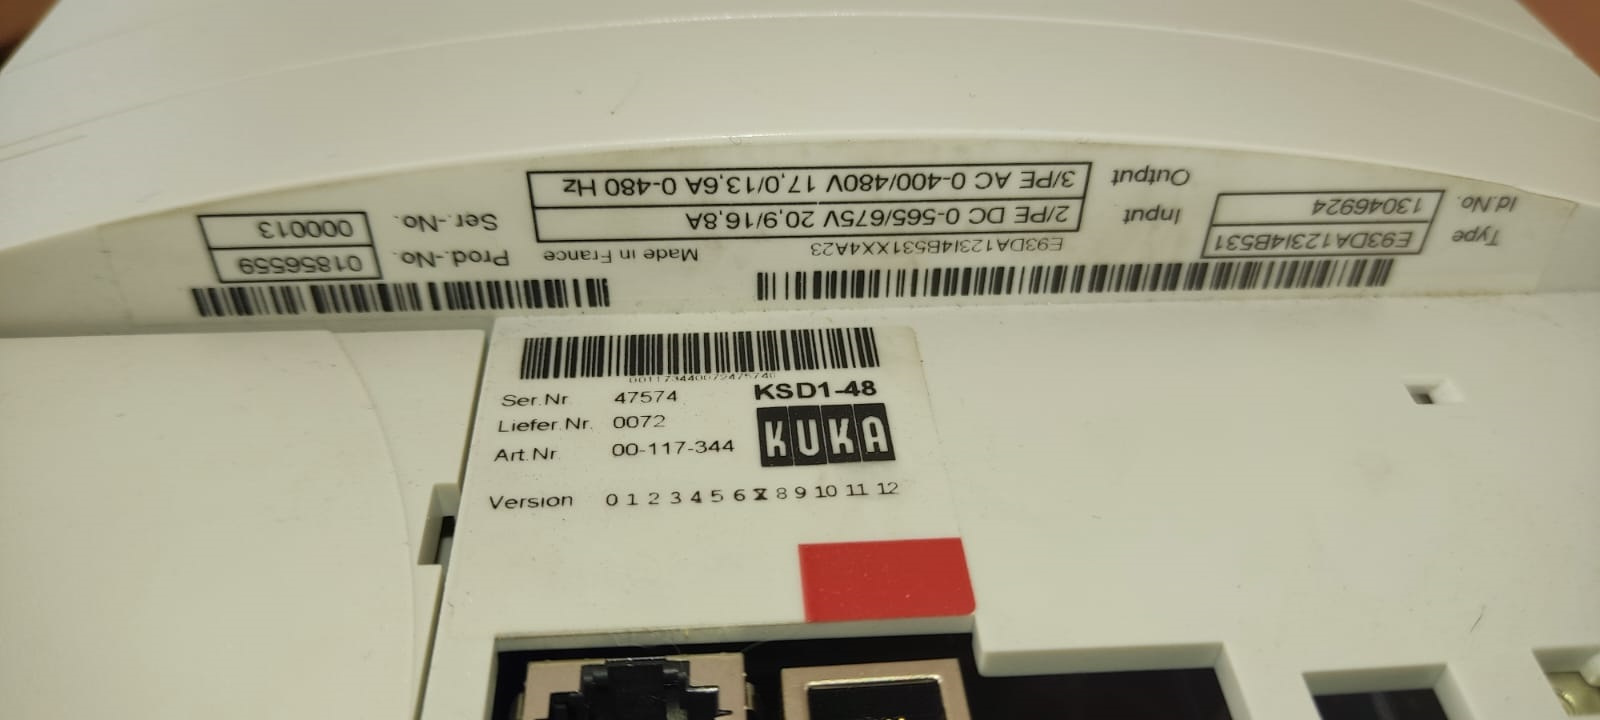 Type E93DA123I4B531
Id.No. 13046924
E93DA123I4B531XX4A23
Made in France
Input 2/PE DC 0-565/675V 20,9/16,8A
Output 3/PE AC 0-400/480V 17,0/13,6A 0-480 Hz
Prod.-No. 01856559
Ser.-No. 000013
KSD1-48
Ser.Nr. 47574
Liefer.Nr. 0072
KUKA
Art.Nr. 00-117-344
Version 0 1 2 3 4 5 6 X 8 9 10 11 12